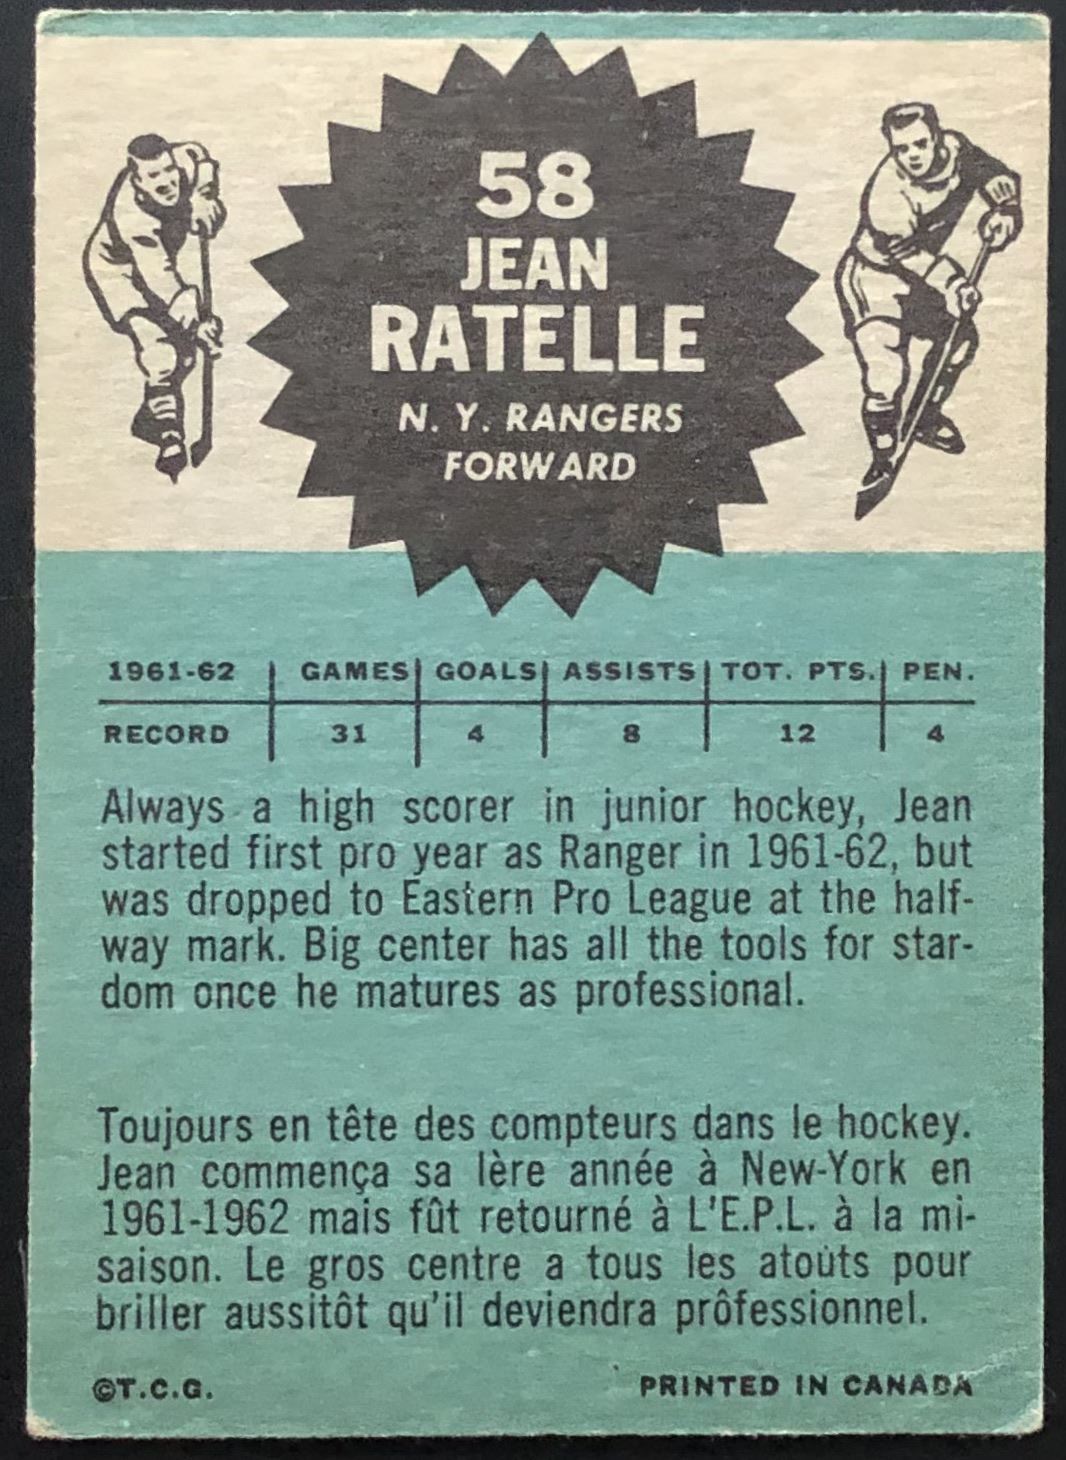 58
JEAN
RATELLE
N. Y. RANGERS
FORWARD
1961-62 GAMES GOALS ASSISTS TOT. PTS. PEN.
RECORD 31 4 8 12 4
Always a high scorer in junior hockey, Jean
started first pro year as Ranger in 1961-62, but
was dropped to Eastern Pro League at the half-
way mark. Big center has all the tools for star-
dom once he matures as professional.
Toujours en tête des compteurs dans le hockey.
Jean commença sa lère année à New-York en
1961-1962 mais fût retourné à L'E.P.L. à la mi-
saison. Le gros centre a tous les atoùts pour
briller aussitôt qu'il deviendra prôfessionnel.
©T.C.G. PRINTED IN CANADA